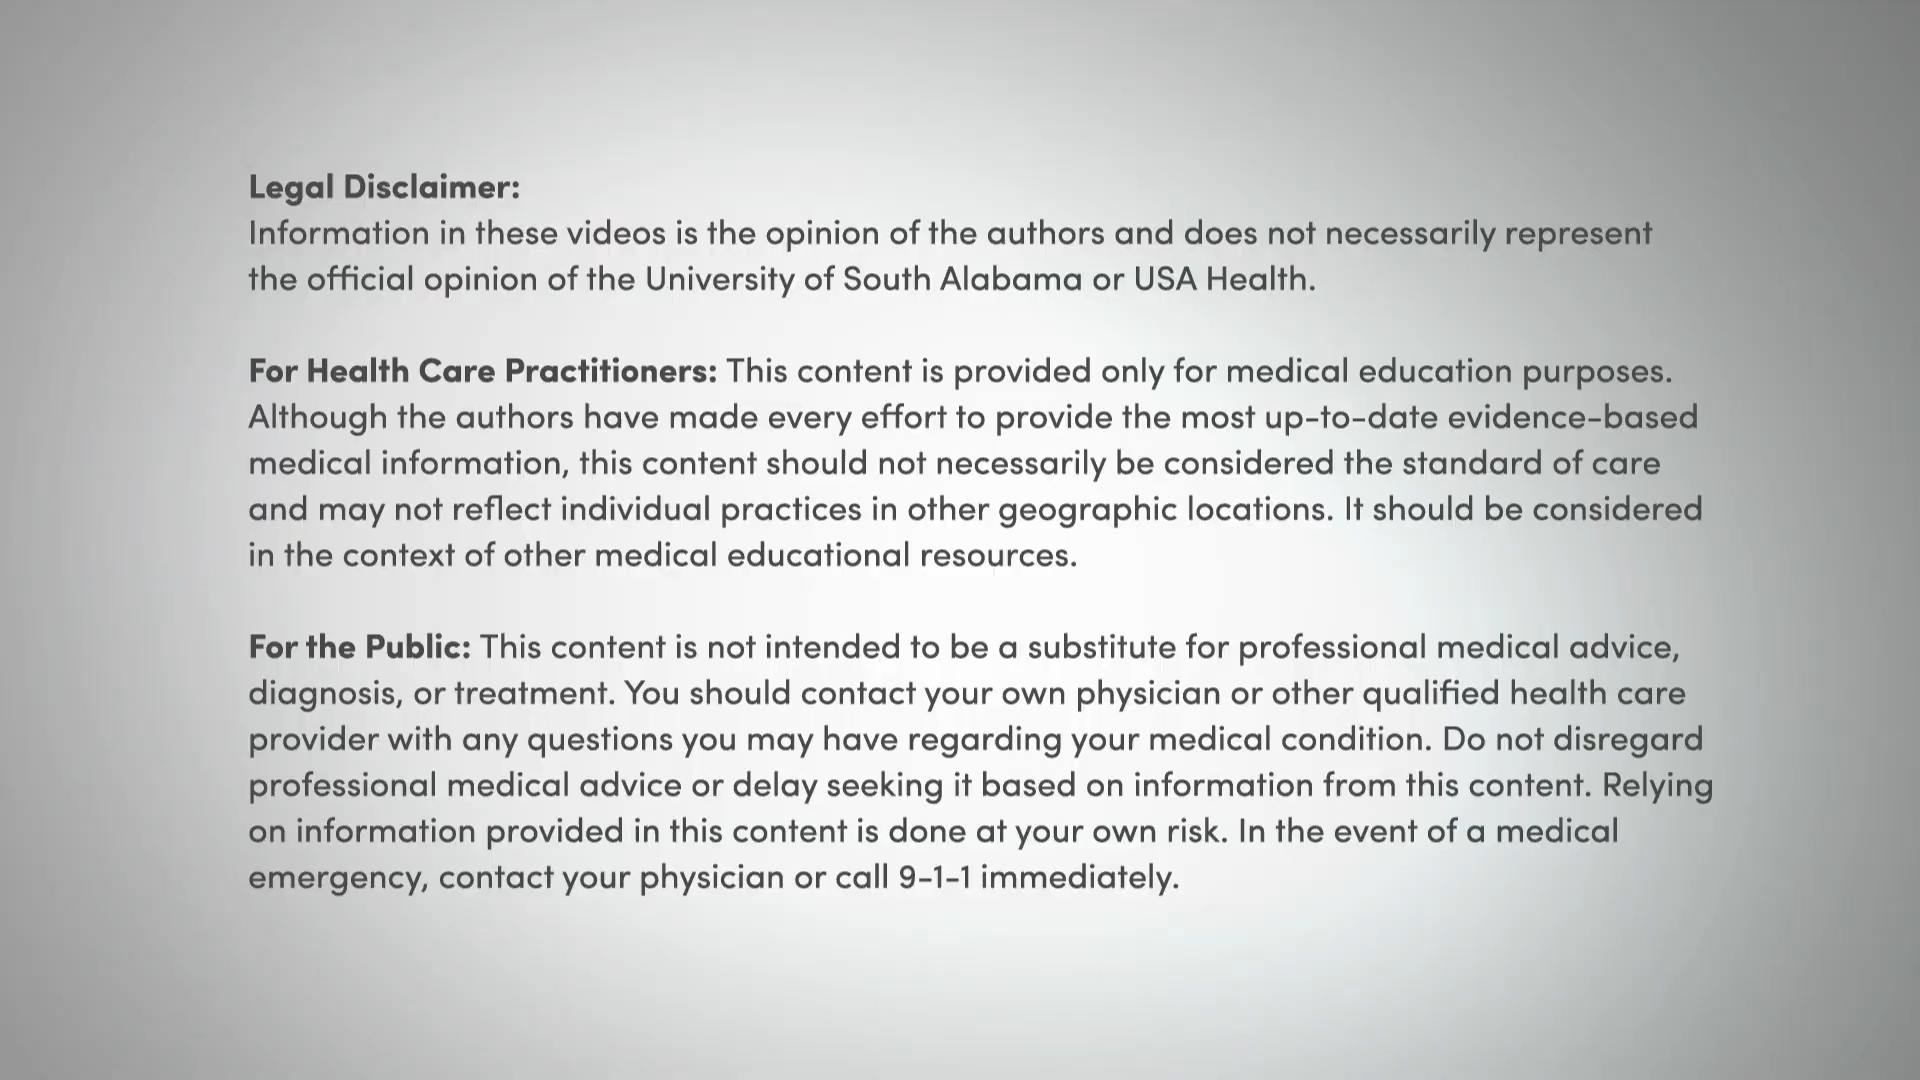 Legal Disclaimer:
Information in these videos is the opinion of the authors and does not necessarily represent
the official opinion of the University of South Alabama or USA Health.
For Health Care Practitioners: This content is provided only for medical education purposes.
Although the authors have made every effort to provide the most up-to-date evidence-based
medical information, this content should not necessarily be considered the standard of care
and may not reflect individual practices in other geographic locations. It should be considered
in the context of other medical educational resources.
For the Public: This content is not intended to be a substitute for professional medical advice,
diagnosis, or treatment. You should contact your own physician or other qualified health care
provider with any questions you may have regarding your medical condition. Do not disregard
professional medical advice or delay seeking it based on information from this content. Relying
on information provided in this content is done at your own risk. In the event of a medical
emergency, contact your physician or call 9-1-1 immediately.